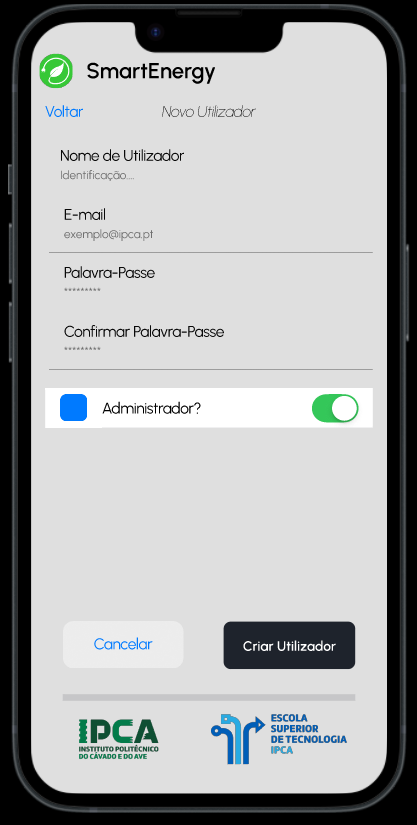 SmartEnergy
Voltar Novo Utilizador
Nome de Utilizador
Identificação....
E-mail
exemplo@ipca.pt
Palavra-Passe
*********
Confirmar Palavra-Passe
*********
Administrador?
Cancelar Criar Utilizador
IPCA
INSTITUTO POLITÉCNICO
DO CÁVADO E DO AVE
ESCOLA
SUPERIOR
DE TECNOLOGIA
IPCA